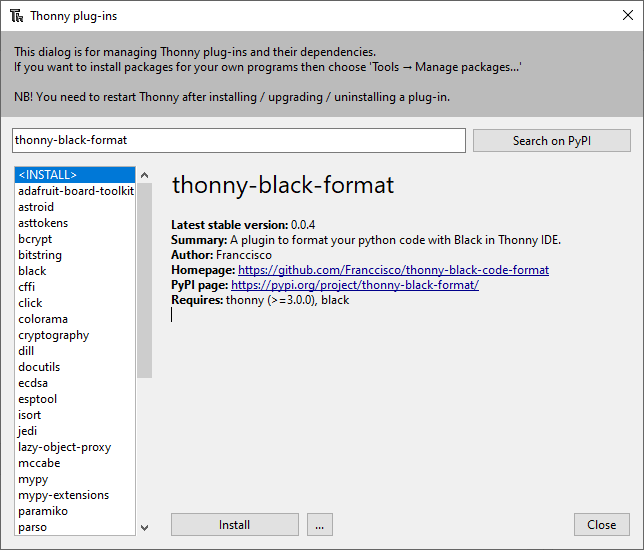 Thonny plug-ins
This dialog is for managing Thonny plug-ins and their dependencies.
If you want to install packages for your own programs then choose 'Tools → Manage packages...'
NB! You need to restart Thonny after installing / upgrading / uninstalling a plug-in.
thonny-black-format
Search on PyPI
<INSTALL>
adafruit-board-toolkit
astroid
asttokens
bcrypt
bitstring
black
cffi
click
colorama
cryptography
dill
docutils
ecdsa
esptool
isort
jedi
lazy-object-proxy
mccabe
mypy
mypy-extensions
paramiko
parso
thonny-black-format
Latest stable version: 0.0.4
Summary: A plugin to format your python code with Black in Thonny IDE.
Author: Franccisco
Homepage: https://github.com/Franccisco/thonny-black-code-format
PyPI page: https://pypi.org/project/thonny-black-format/
Requires: thonny (>=3.0.0), black
Install
...
Close